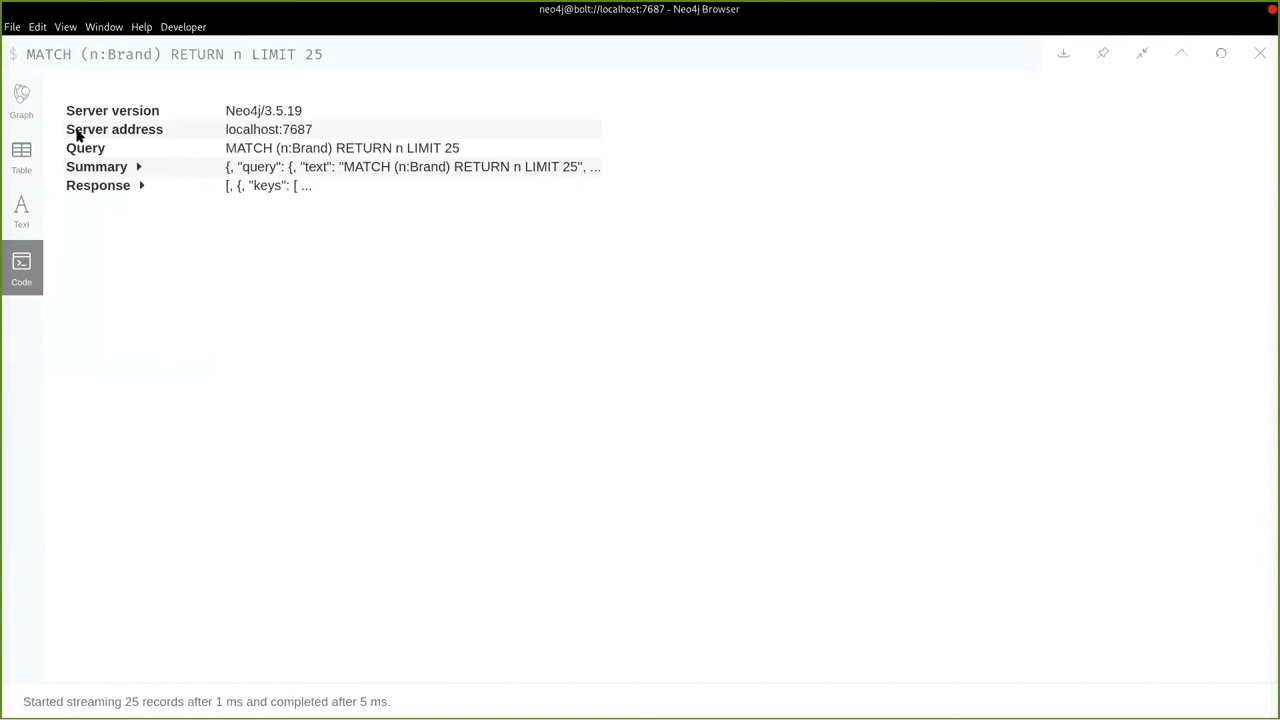 neo4j@bolt://localhost:7687 - Neo4j Browser
File Edit View Window Help Developer
$ MATCH (n:Brand) RETURN n LIMIT 25
Graph
Table
Text
Code
Server version Neo4j/3.5.19
Server address localhost:7687
Query MATCH (n:Brand) RETURN n LIMIT 25
Summary {, "query": {, "text": "MATCH (n:Brand) RETURN n LIMIT 25", ...
Response [, {, "keys": [ ...
Started streaming 25 records after 1 ms and completed after 5 ms.